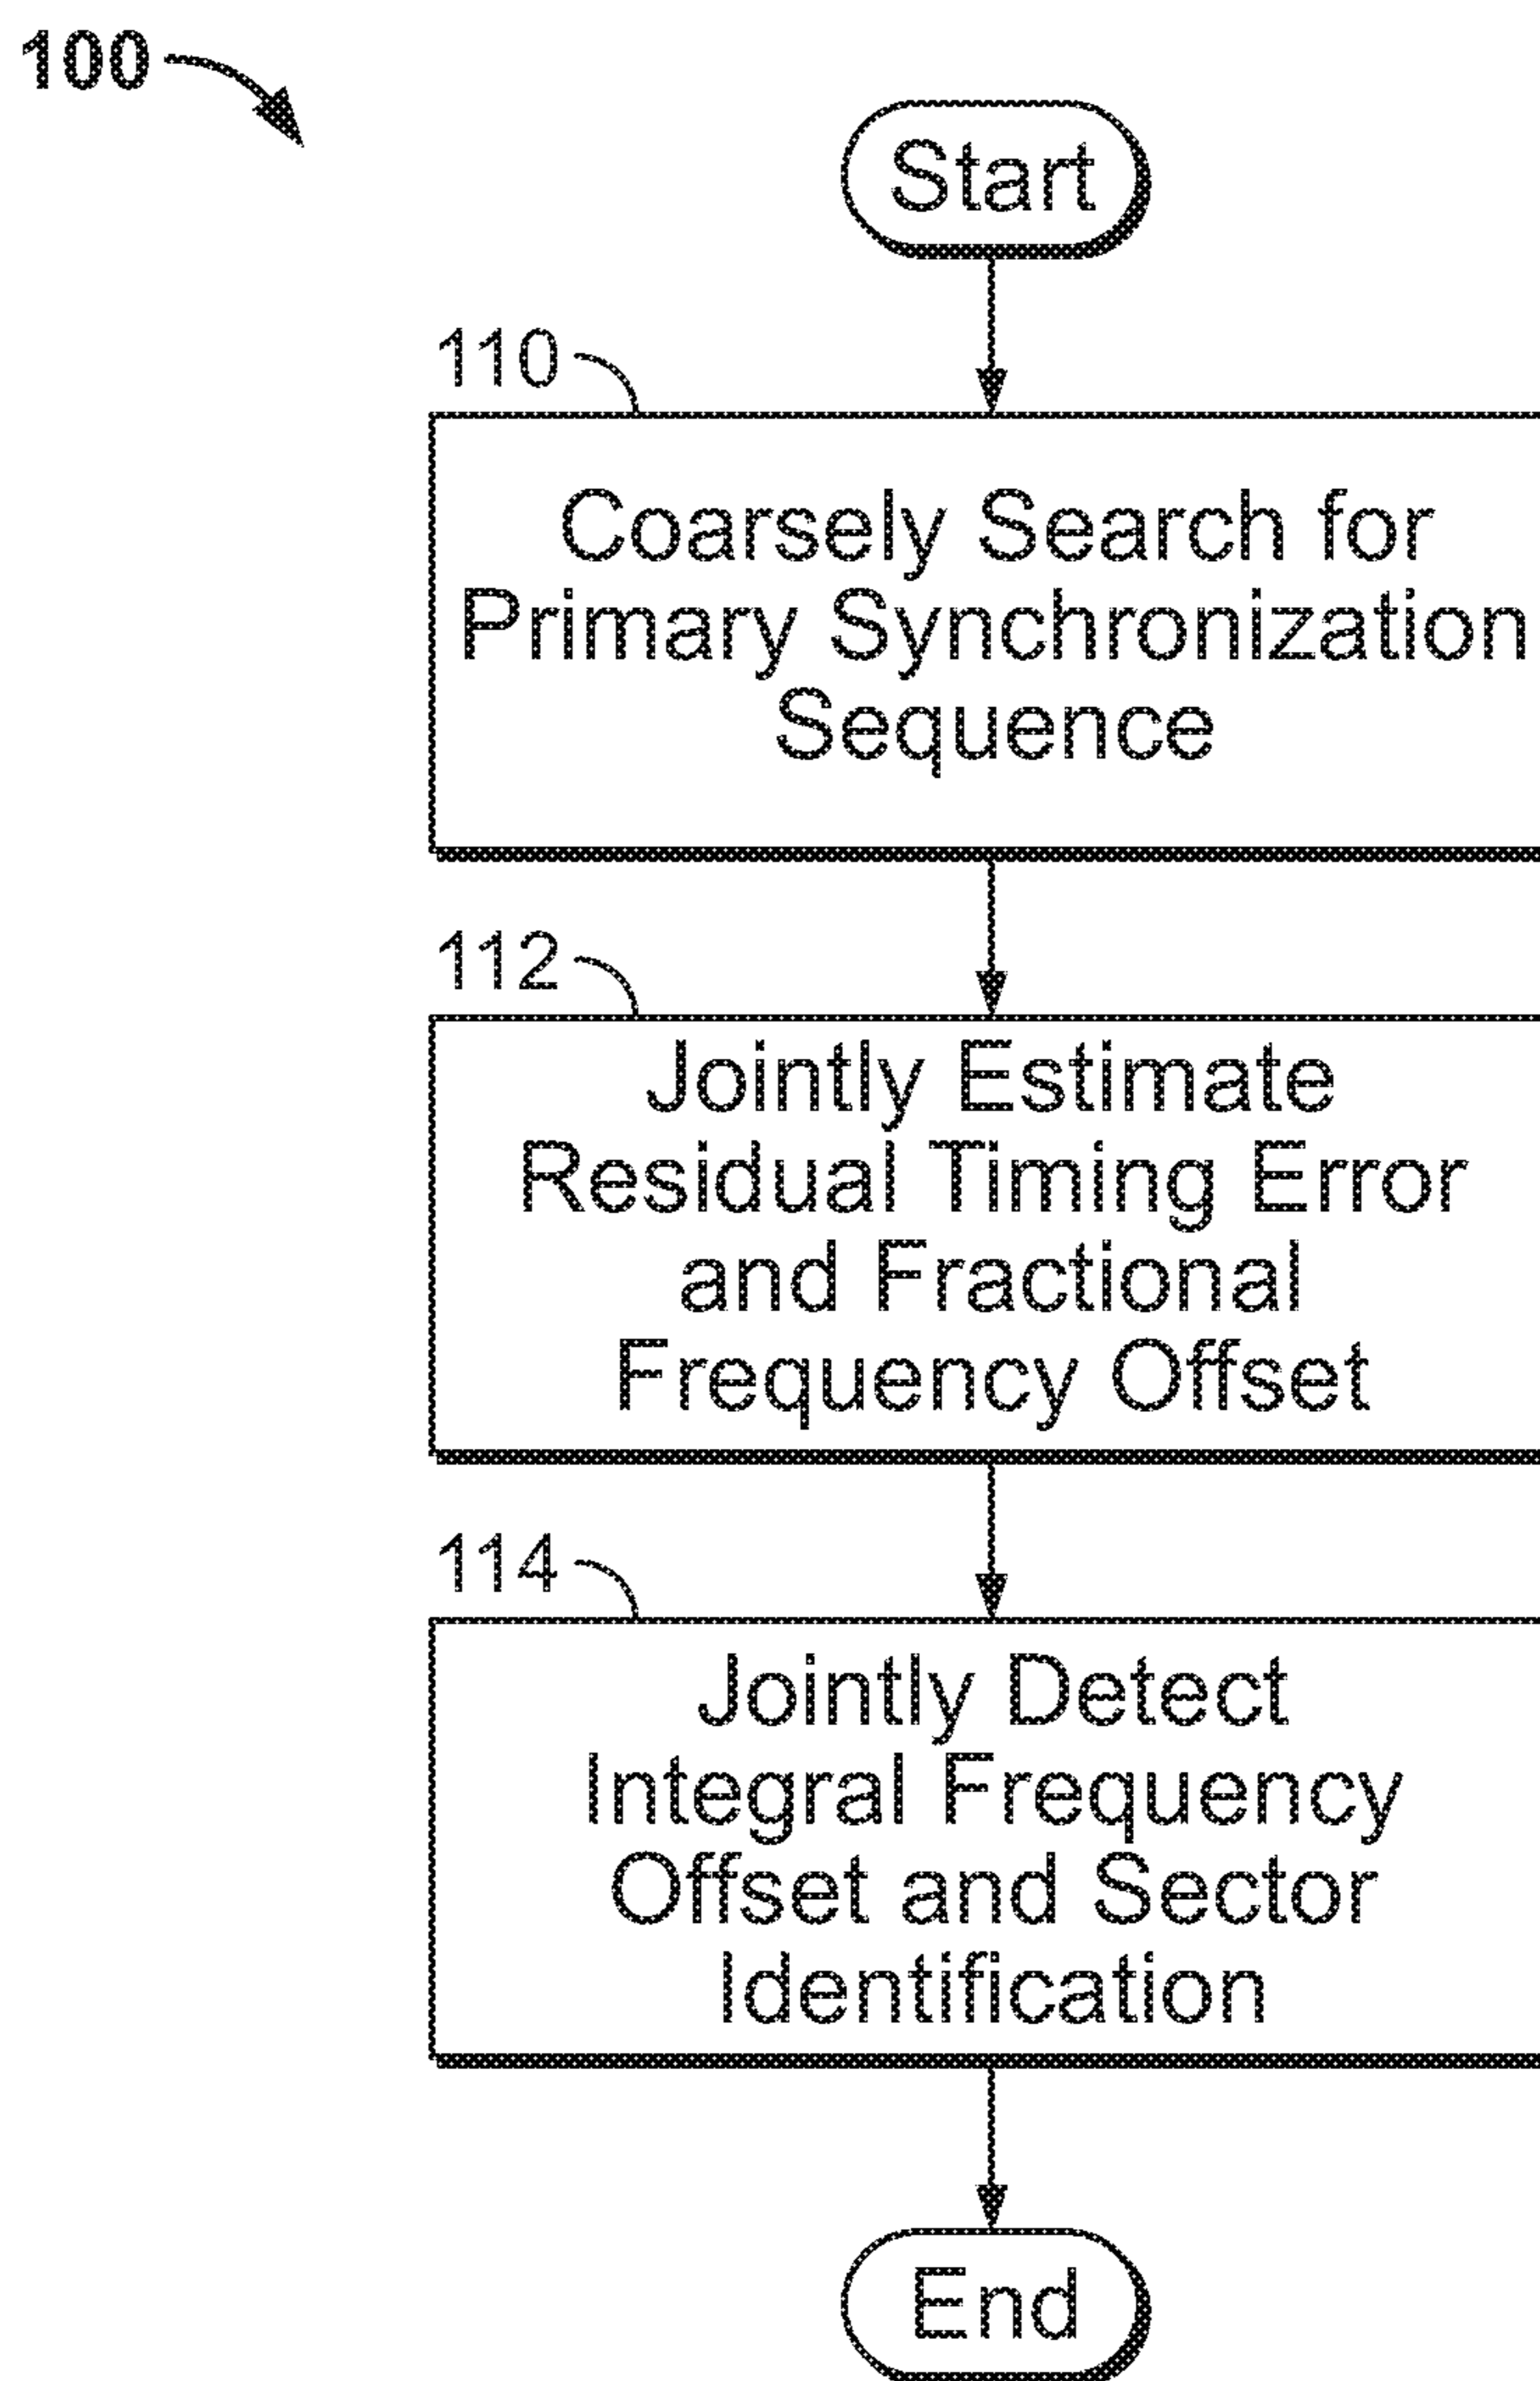 100
Start
110
Coarsely Search for
Primary Synchronization
Sequence
112
Jointly Estimate
Residual Timing Error
and Fractional
Frequency Offset
114
Jointly Detect
Integral Frequency
Offset and Sector
Identification
End